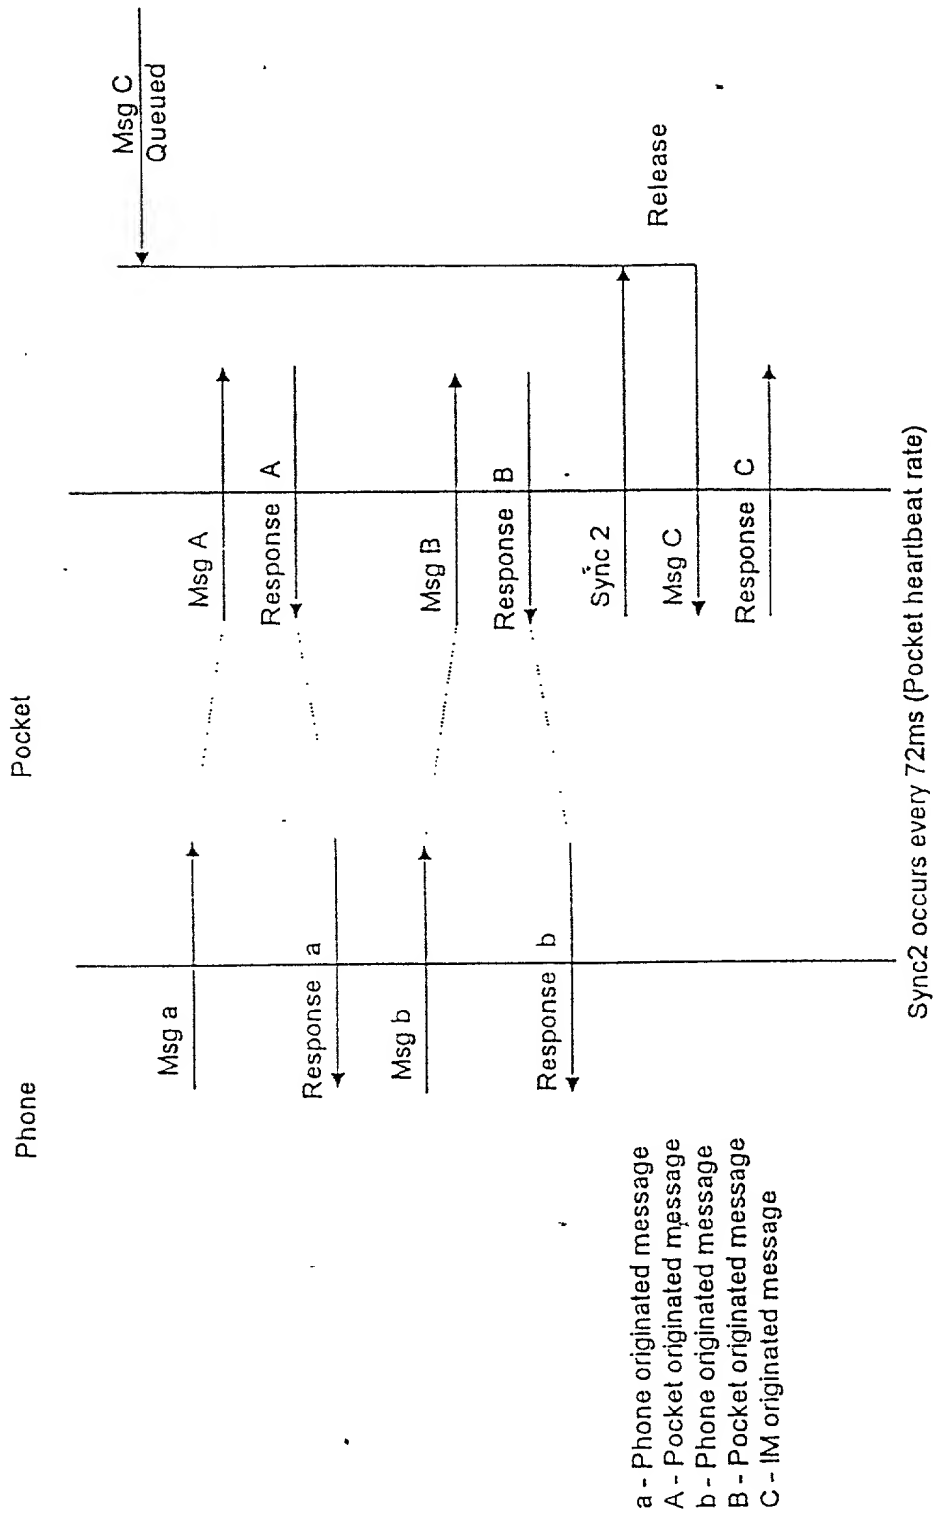 Phone
Pocket
Msg C
Queued
Msg a
Msg A
Response A
Response a
Msg b
Msg B
Response B
Response b
Sync 2
Release
Msg C
Response C
a - Phone originated message
A - Pocket originated message
b - Phone originated message
B - Pocket originated message
C - IM originated message
Sync2 occurs every 72ms (Pocket heartbeat rate)